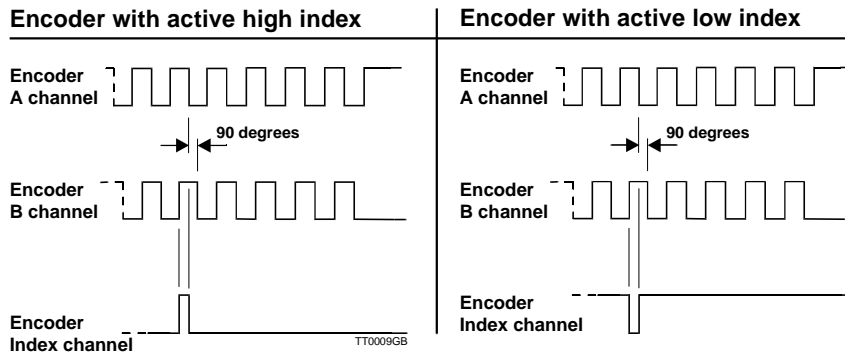 Encoder with active high index
Encoder
A channel
90 degrees
Encoder
B channel
Encoder
Index channel
TT0009GB
Encoder with active low index
Encoder
A channel
90 degrees
Encoder
B channel
Encoder
Index channel